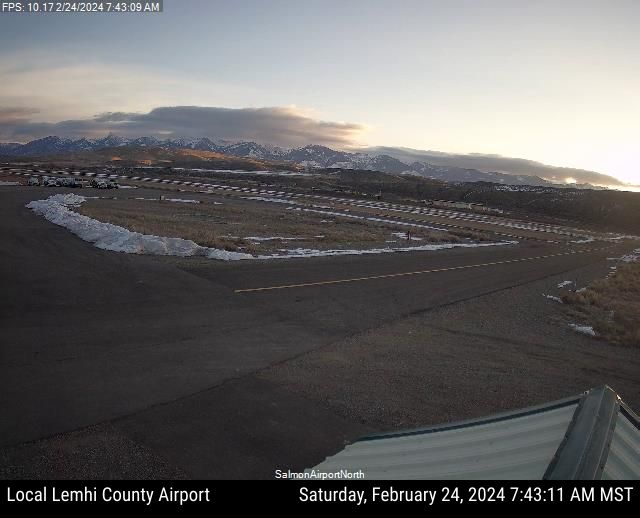 FPS: 10.17 2/24/2024 7:43:09 AM
SalmonAirportNorth
Local Lemhi County Airport Saturday, February 24, 2024 7:43:11 AM MST